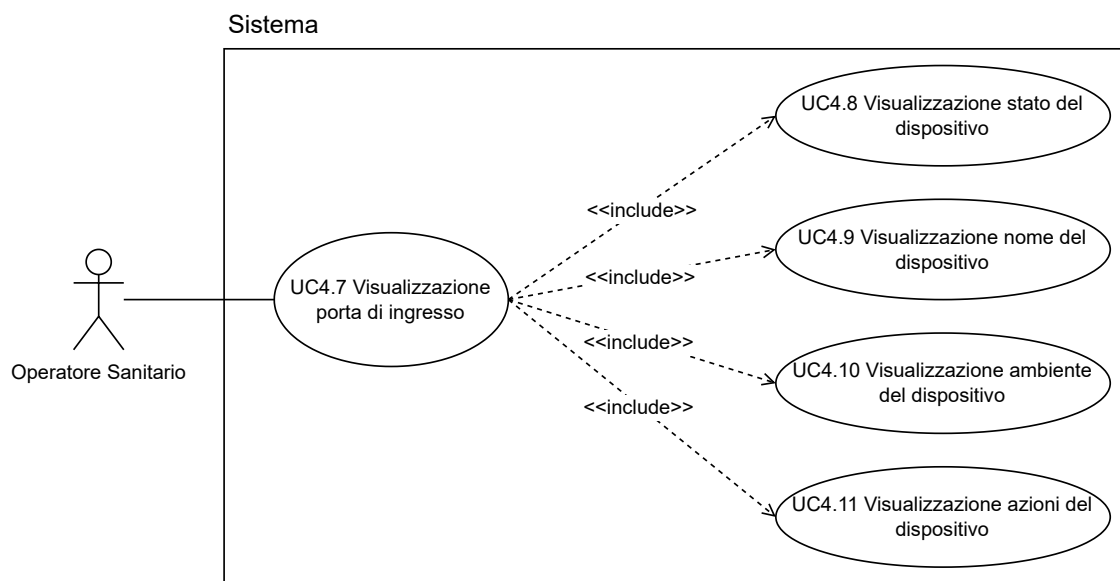 Sistema
UC4.8 Visualizzazione stato del
dispositivo
<<include>>
UC4.9 Visualizzazione nome del
dispositivo
<<include>>
UC4.7 Visualizzazione
porta di ingresso
Operatore Sanitario
<<include>>
UC4.10 Visualizzazione ambiente
del dispositivo
<<include>>
UC4.11 Visualizzazione azioni del
dispositivo